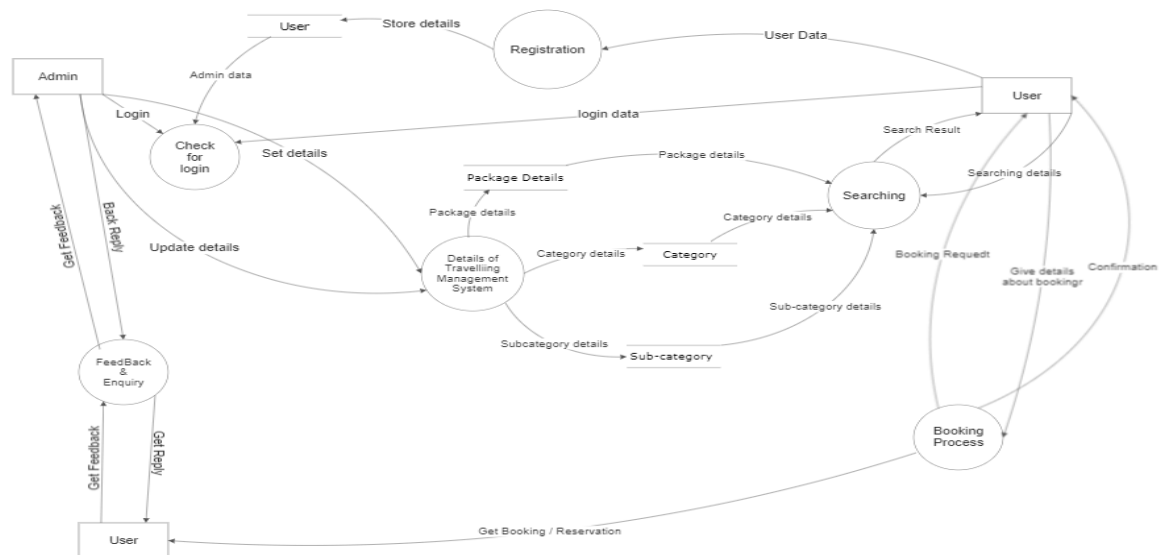 User
Store details
Registration
User Data
Admin
Admin data
User
Login
login data
Check
for
login
Set details
Search Result
Package details
Package Details
Searching details
Searching
Package details
Category details
Get Feedback
Back Reply
Update details
Details of
Travelliing
Management
System
Category details
Category
Booking Requedt
Give details
about bookingr
Confirmation
Sub-category details
Subcategory details
Sub-category
FeedBack
&
Enquiry
Booking
Process
Get Feedback
Get Reply
Get Booking / Reservation
User